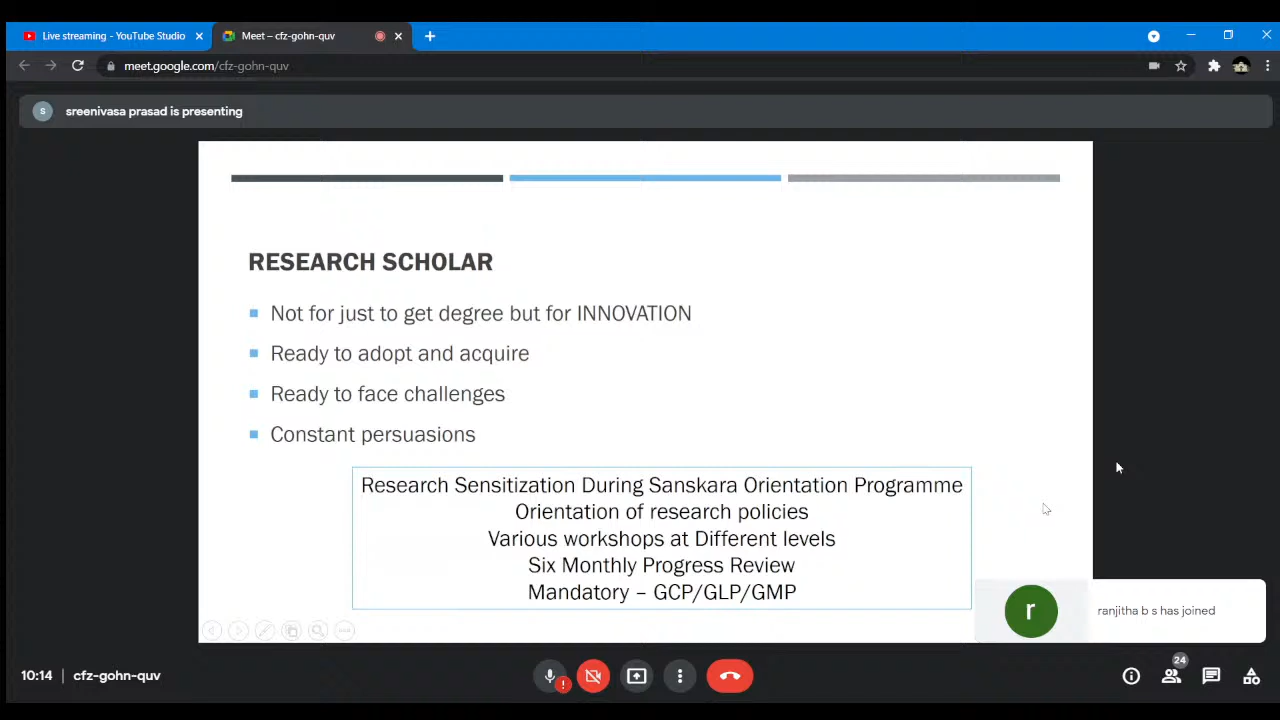 Live streaming - YouTube Studio
Meet – cfz-gohn-quv
meet.google.com/cfz-gohn-quv
s
sreenivasa prasad is presenting
RESEARCH SCHOLAR
Not for just to get degree but for INNOVATION
Ready to adopt and acquire
Ready to face challenges
Constant persuasions
Research Sensitization During Sanskara Orientation Programme
Orientation of research policies
Various workshops at Different levels
Six Monthly Progress Review
Mandatory – GCP/GLP/GMP
r
ranjitha b s has joined
10:14 | cfz-gohn-quv
24